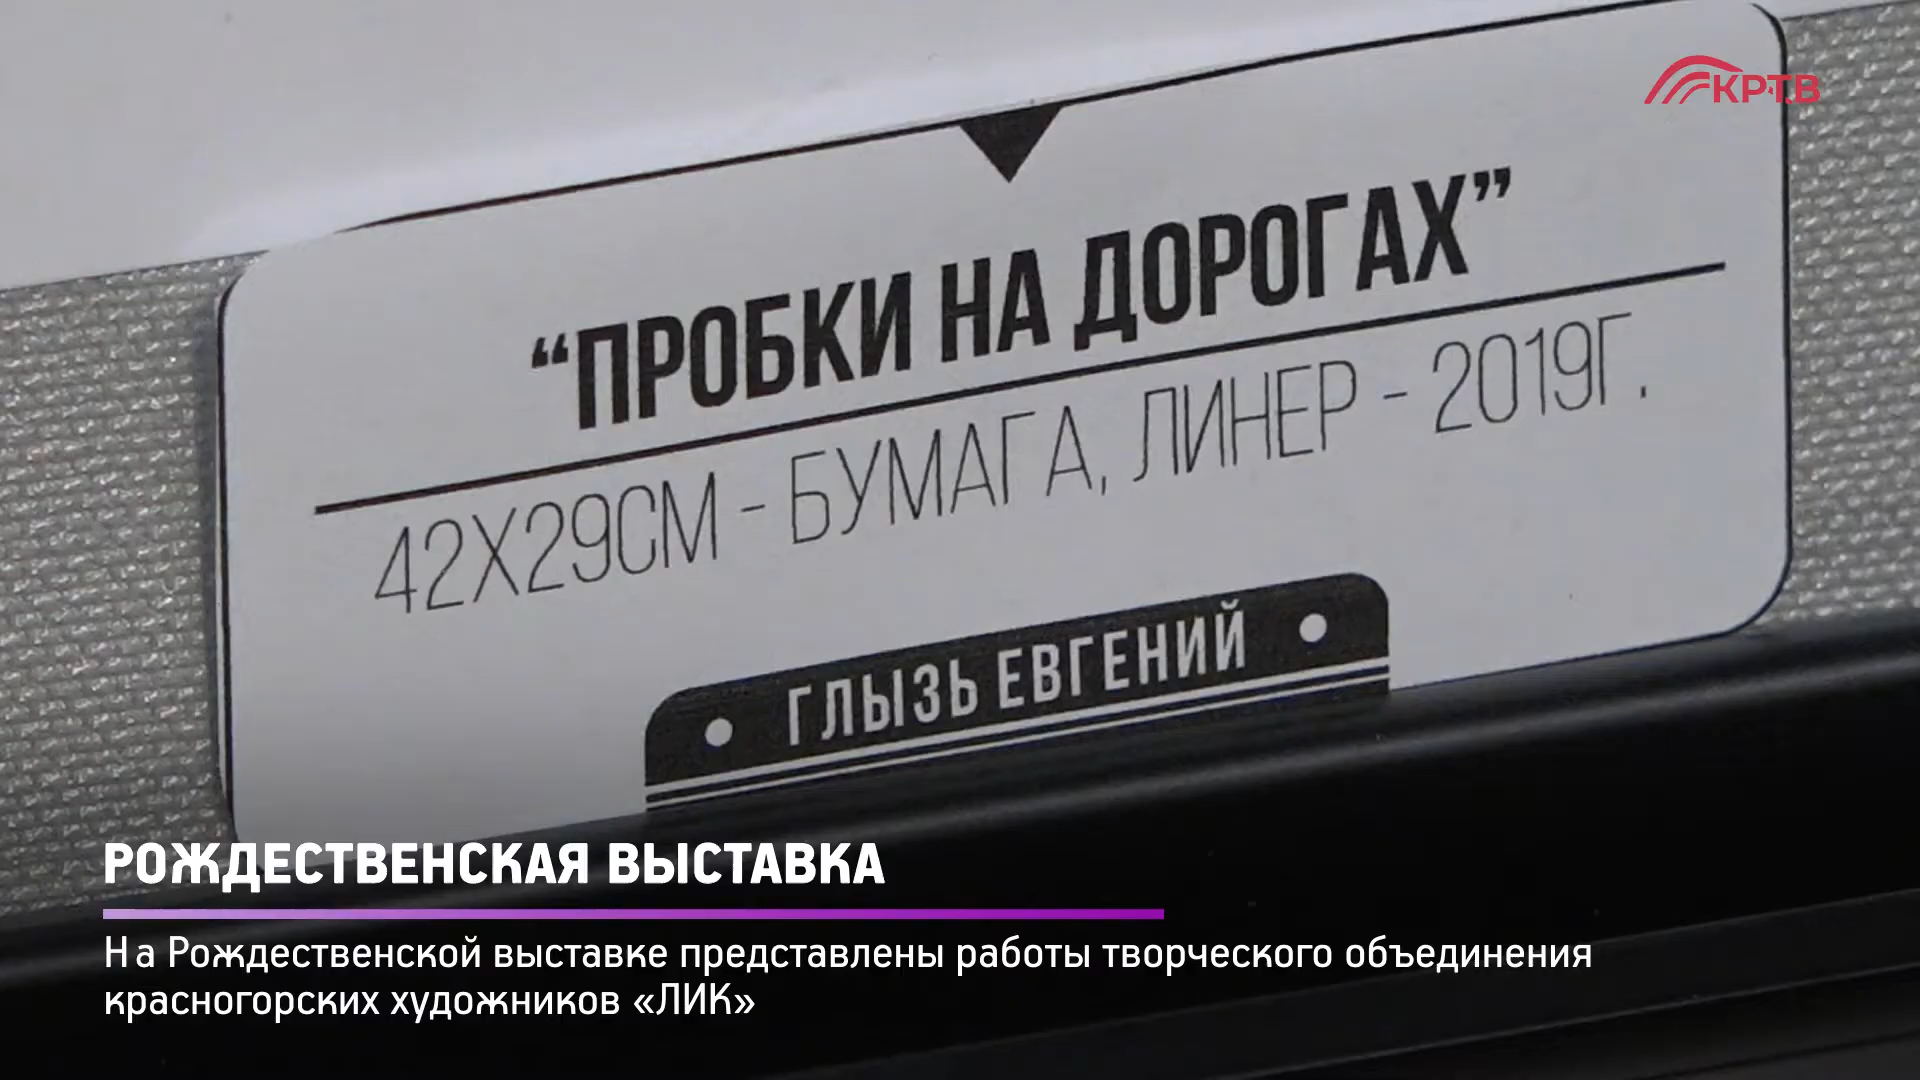 КРТВ
“ПРОБКИ НА ДОРОГАХ”
42Х29СМ - БУМАГА, ЛИНЕР - 2019Г.
ГЛЫЗЬ ЕВГЕНИЙ
РОЖДЕСТВЕНСКАЯ ВЫСТАВКА
На Рождественской выставке представлены работы творческого объединения
красногорских художников «ЛИК»